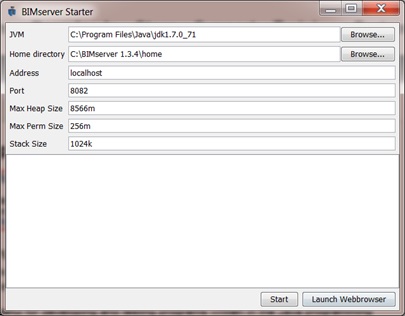 BIMserver Starter
JVM C:\Program Files\Java\jdk1.7.0_71 Browse...
Home directory C:\BIMserver 1.3.4\home Browse...
Address localhost
Port 8082
Max Heap Size 8566m
Max Perm Size 256m
Stack Size 1024k
Start Launch Webbrowser